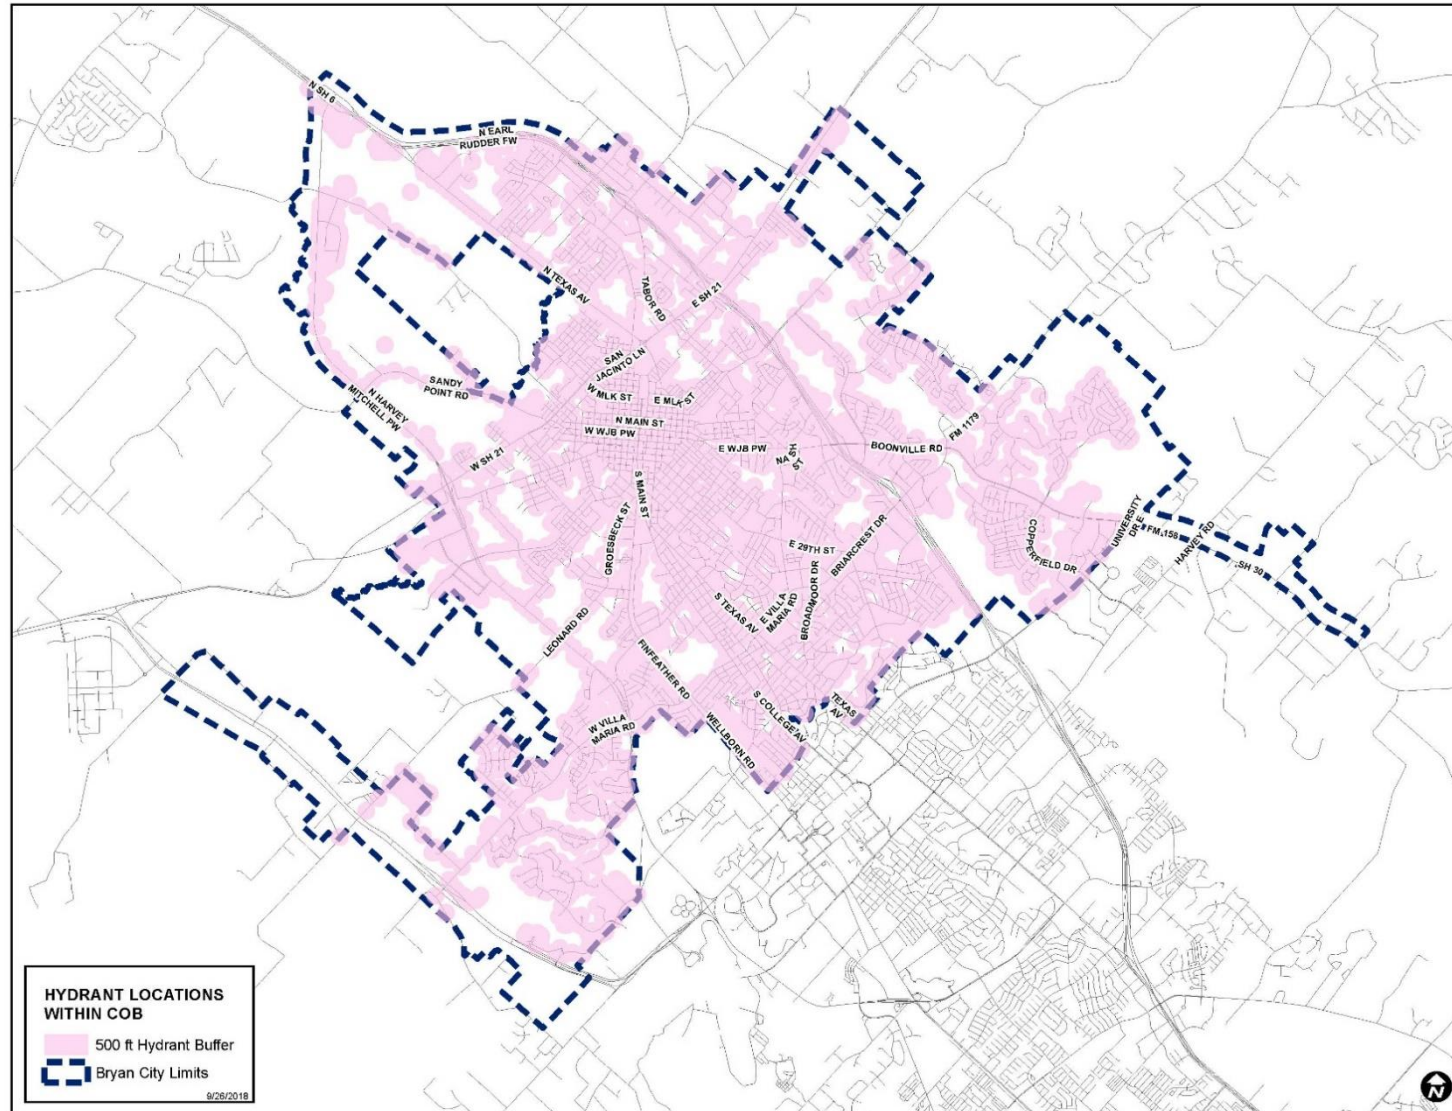 N SH 6
N EARL
RUDDER FW
N TEXAS AV
TABOR RD
E SH 21
SAN
JACINTO LN
SANDY
POINT RD
N HARVEY
MITCHELL PW
W MLK ST
E MLK ST
N MAIN ST
W WJB PW
E WJB PW
NA SH
ST
BOONVILLE RD
FM 1179
W SH 21
S MAIN ST
GROESBECK ST
E 29TH ST
BRIARCREST DR
COPPERFIELD DR
UNIVERSITY
DR E
FM 158
HARVEY RD
SH 30
S TEXAS AV
E VILLA
MARIA RD
BROADMOOR DR
LEONARD RD
FINFEATHER RD
W VILLA
MARIA RD
WELLBORN RD
S COLLEGE AV
TEXAS
AV
HYDRANT LOCATIONS
WITHIN COB
500 ft Hydrant Buffer
Bryan City Limits
9/26/2018
N